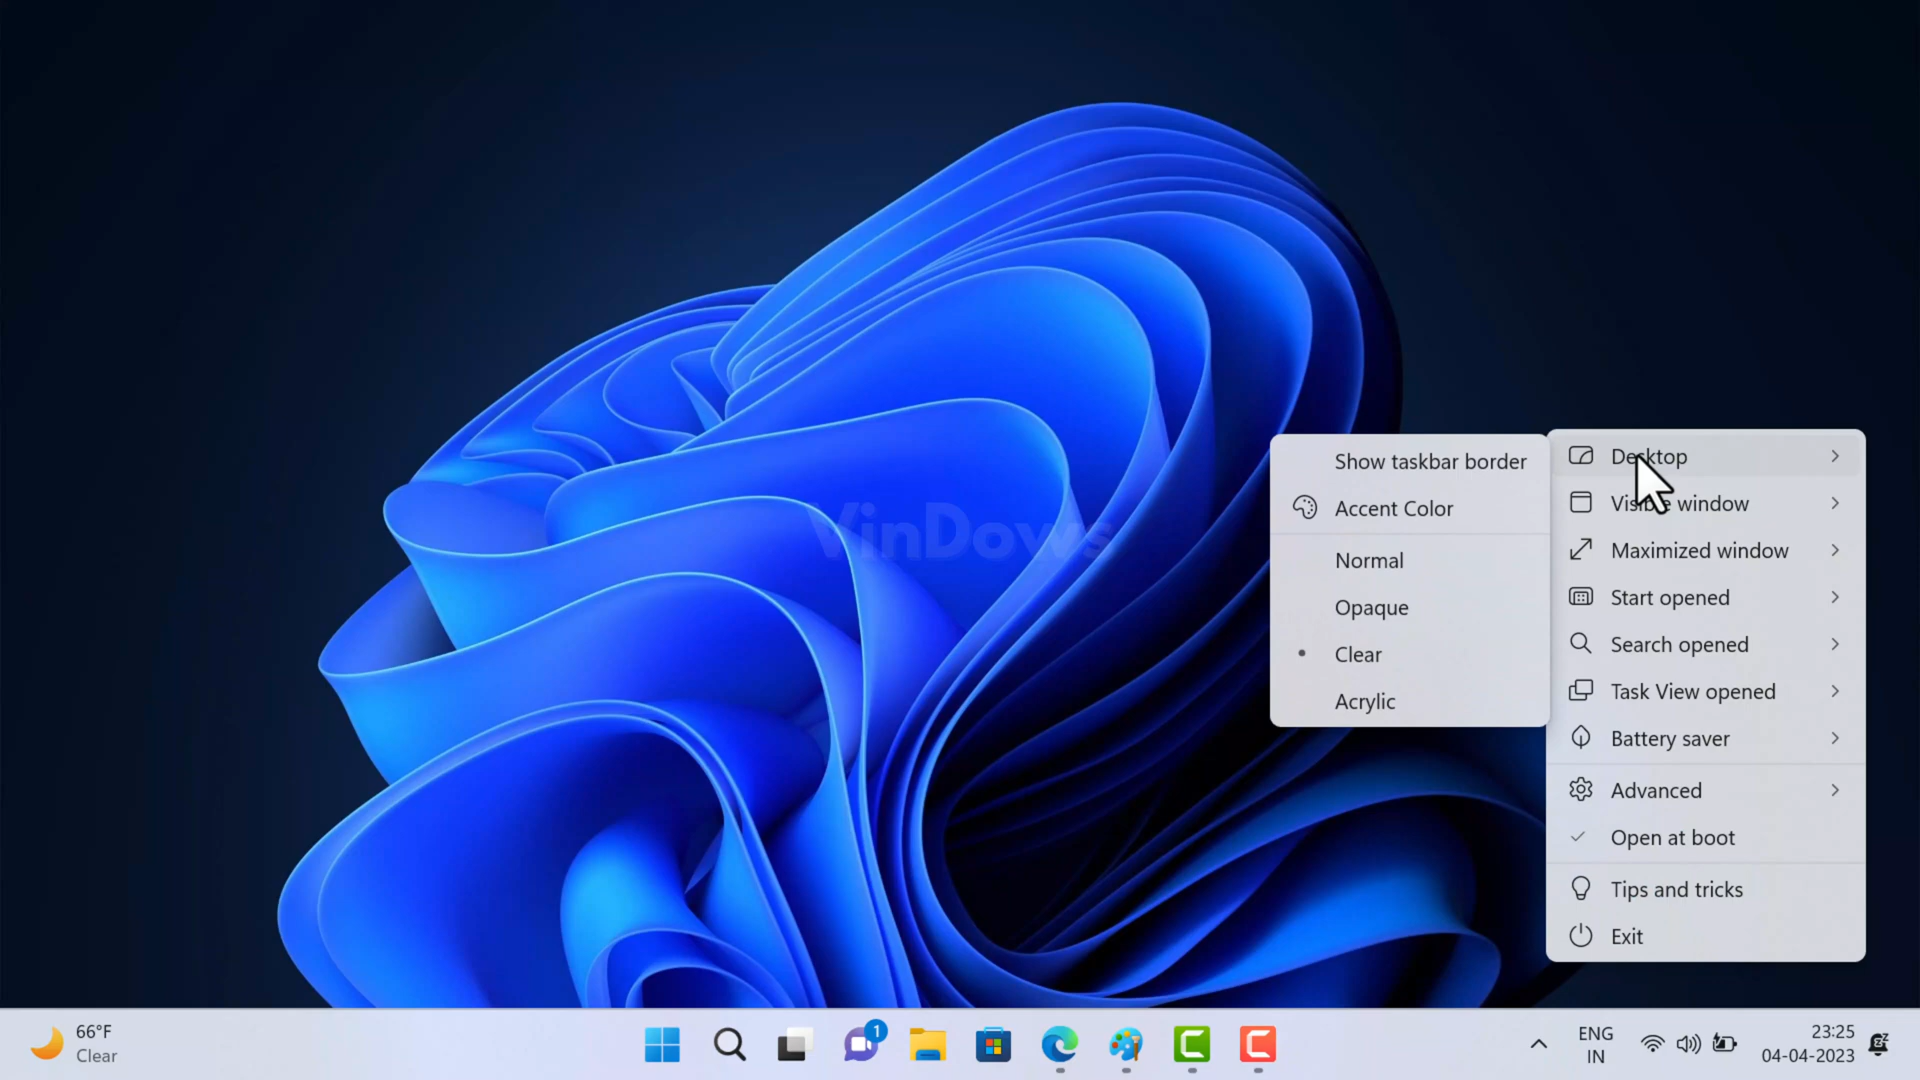 VinDows
Show taskbar border
Accent Color
Normal
Opaque
Clear
Acrylic
Desktop
Visible window
Maximized window
Start opened
Search opened
Task View opened
Battery saver
Advanced
Open at boot
Tips and tricks
Exit
66°F
Clear
1
ENG
IN
23:25
04-04-2023